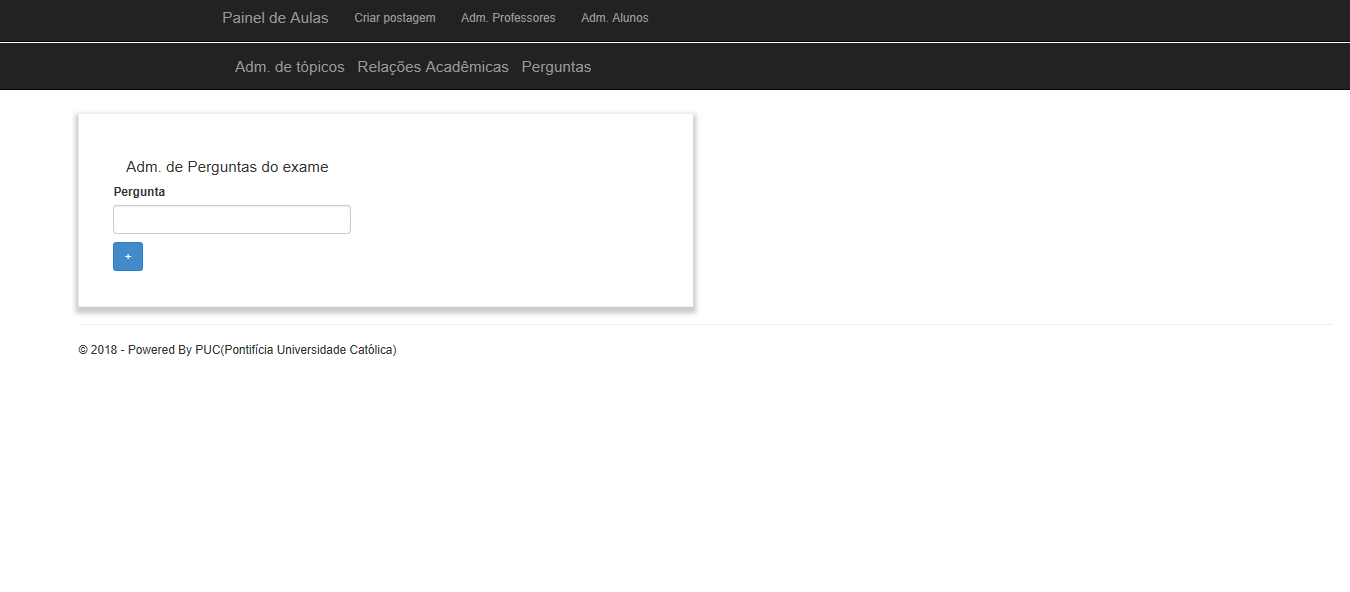 Painel de Aulas Criar postagem Adm. Professores Adm. Alunos
Adm. de tópicos Relações Acadêmicas Perguntas
Adm. de Perguntas do exame
Pergunta
+
© 2018 - Powered By PUC(Pontifícia Universidade Católica)